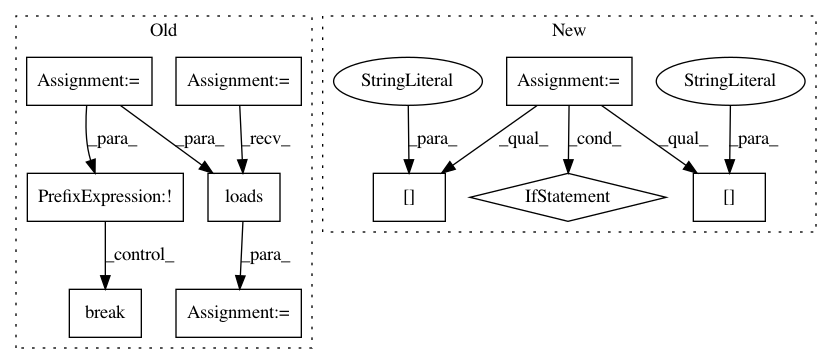 Old
New
Assignment:=
Assignment:=
StringLiteral
Assignment:=
StringLiteral
_para_
_para_
_recv_
_para_
_qual_
_cond_
_qual_
_para_
PrefixExpression:!
loads
[]
IfStatement
[]
_control_
_para_
break
Assignment:=